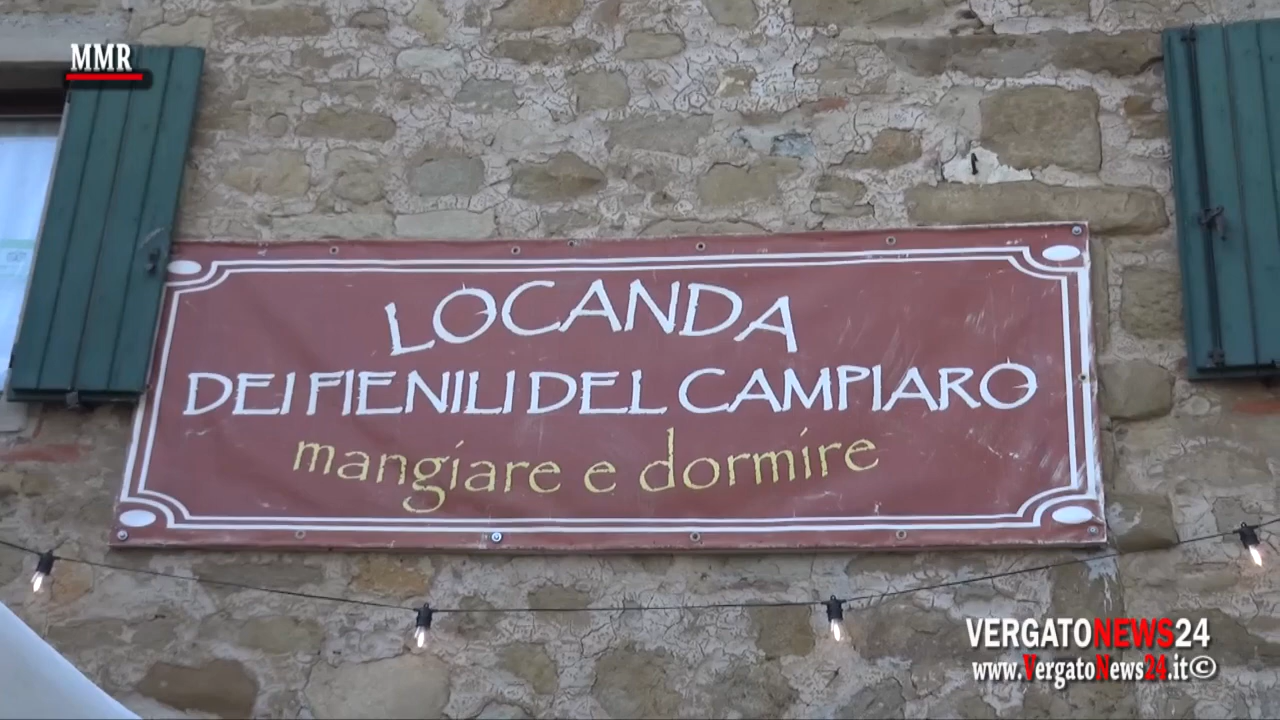 MMR
LOCANDA
DEI FIENILI DEL CAMPIARO
mangiare e dormire
VERGATONEWS24
www.VergatoNews24.it©